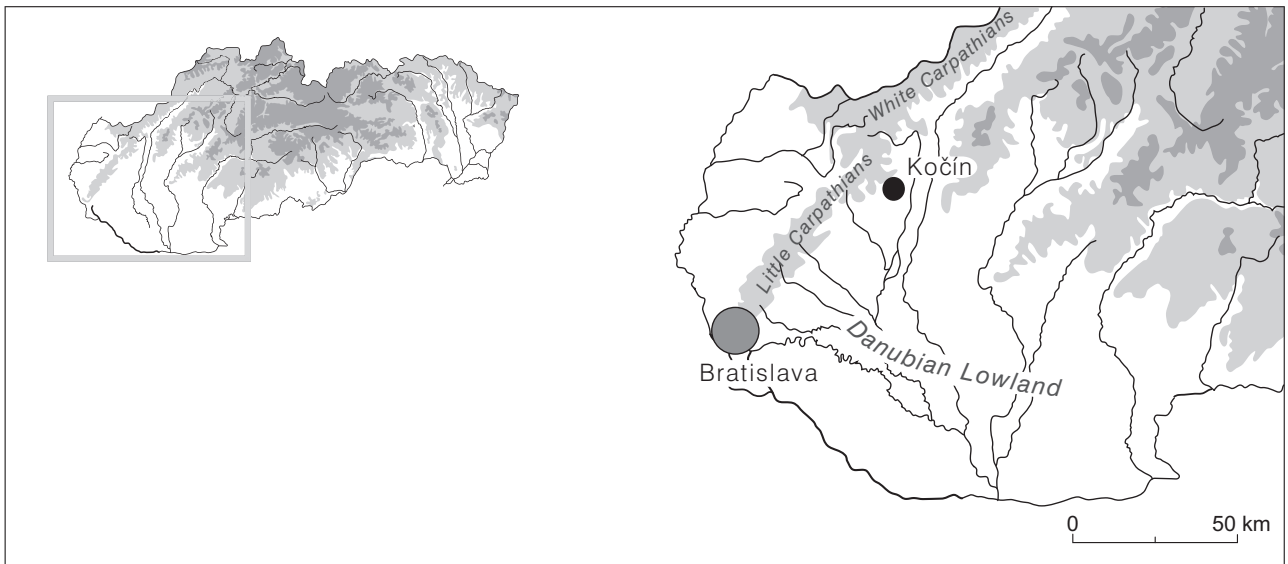 White Carpathians
Kočín
Little Carpathians
Danubian Lowland
Bratislava
0 50 km